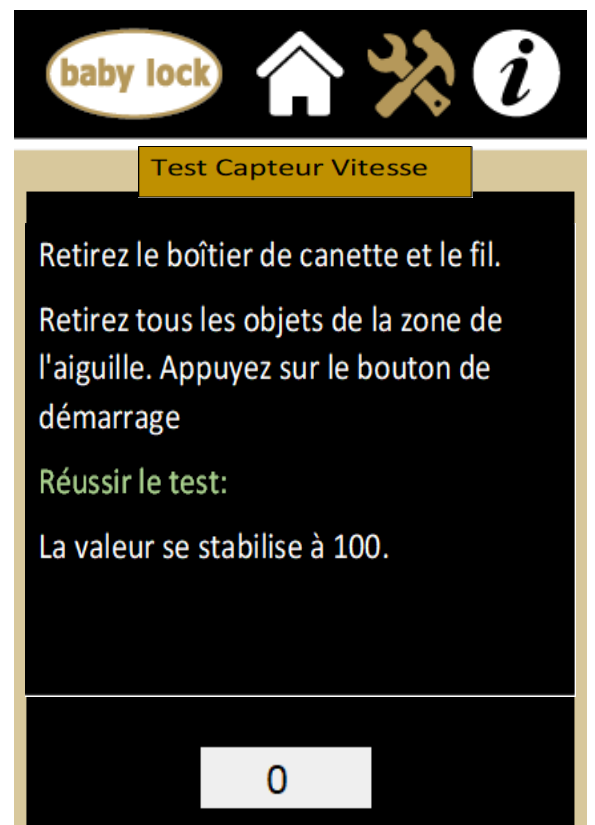 baby lock
i
Test Capteur Vitesse
Retirez le boîtier de canette et le fil.
Retirez tous les objets de la zone de
l'aiguille. Appuyez sur le bouton de
démarrage
Réussir le test:
La valeur se stabilise à 100.
0